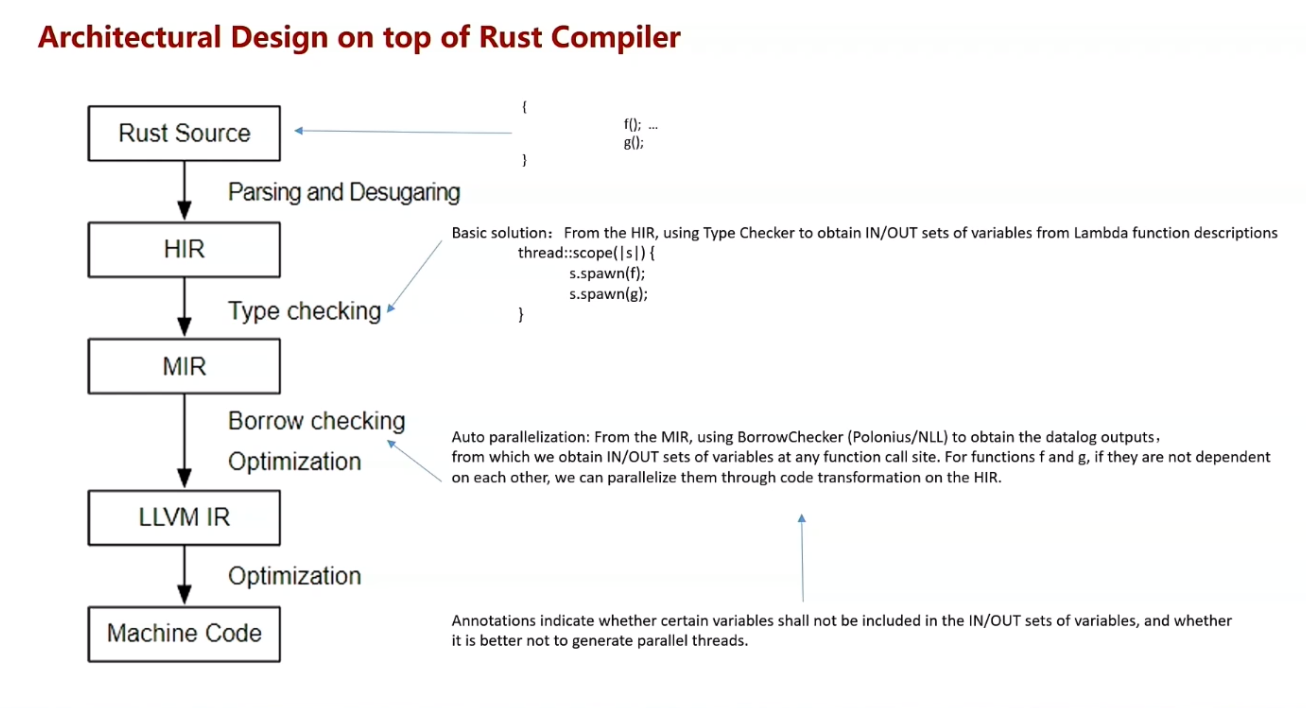 Architectural Design on top of Rust Compiler
Rust Source
{
f(); ...
g();
}
Parsing and Desugaring
HIR
Basic solution： From the HIR, using Type Checker to obtain IN/OUT sets of variables from Lambda function descriptions
thread::scope(|s|) {
s.spawn(f);
s.spawn(g);
}
Type checking
MIR
Borrow checking
Optimization
Auto parallelization: From the MIR, using BorrowChecker (Polonius/NLL) to obtain the datalog outputs，
from which we obtain IN/OUT sets of variables at any function call site. For functions f and g, if they are not dependent
on each other, we can parallelize them through code transformation on the HIR.
LLVM IR
Optimization
Machine Code
Annotations indicate whether certain variables shall not be included in the IN/OUT sets of variables, and whether
it is better not to generate parallel threads.